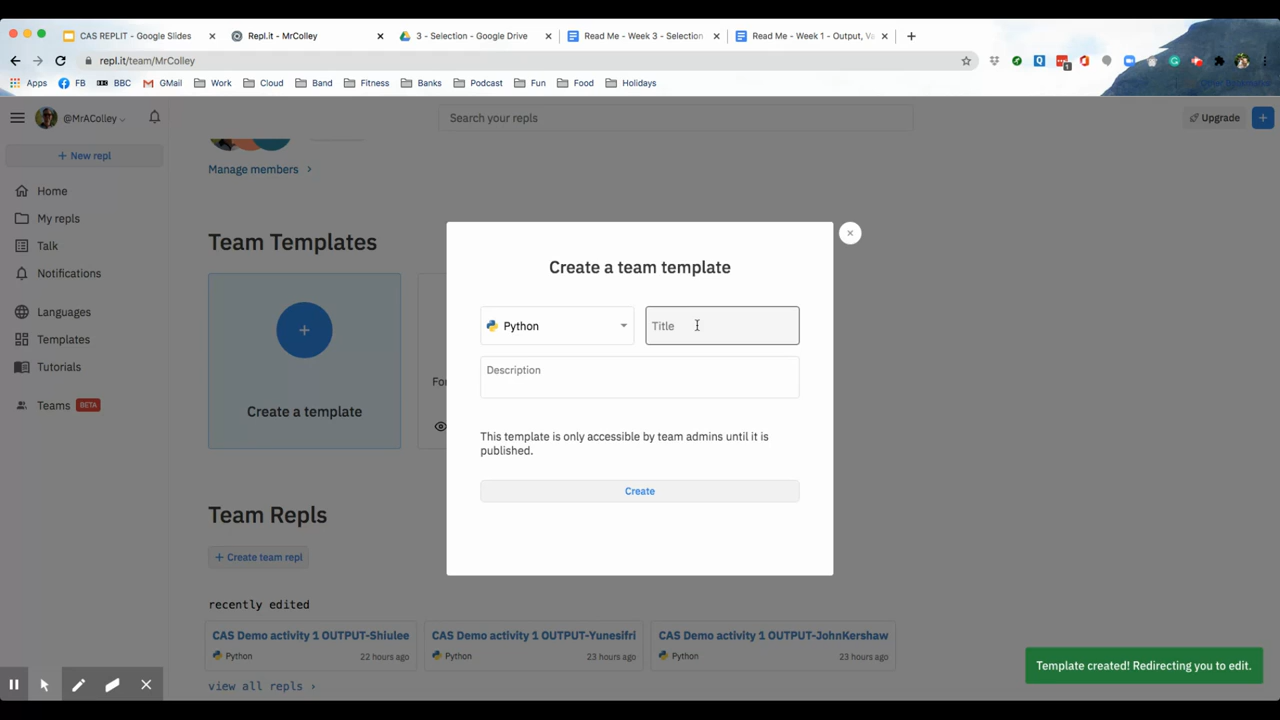 CAS REPLIT - Google Slides
Repl.it - MrColley
3 - Selection - Google Drive
Read Me - Week 3 - Selection
Read Me - Week 1 - Output, Va
repl.it/team/MrColley
1
Apps
FB
BBC
GMail
Work
Cloud
Band
Fitness
Banks
Podcast
Fun
Food
Holidays
@MrAColley
Search your repls
Upgrade
+ New repl
Manage members >
Home
My repls
Talk
Notifications
Languages
Templates
Tutorials
Teams BETA
Team Templates
Create a template
Fo
Create a team template
Python
Title
Description
This template is only accessible by team admins until it is
published.
Create
Team Repls
+ Create team repl
recently edited
CAS Demo activity 1 OUTPUT-Shiulee
Python 22 hours ago
CAS Demo activity 1 OUTPUT-Yunesifri
Python 23 hours ago
CAS Demo activity 1 OUTPUT-JohnKershaw
Python 23 hours ago
view all repls >
Template created! Redirecting you to edit.